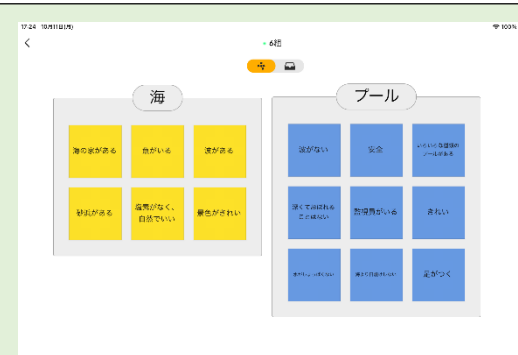 17:24 10月11日(月)
100%
6組
海
プール
海の家がある
魚がいる
波がある
砂浜がある
塩素がなく、
自然でいい
景色がきれい
波がない
安全
いろいろな種類の
プールがある
深くておぼれる
ことはない
監視員がいる
きれい
足がつく